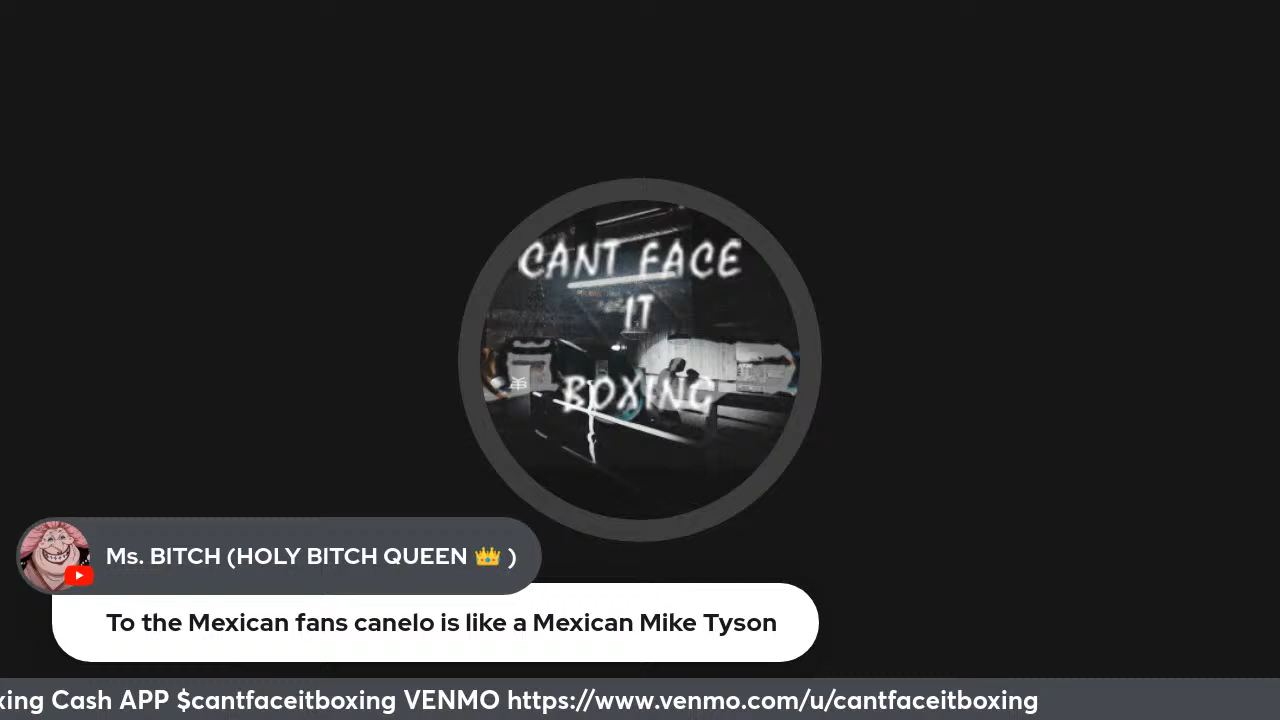 CANT FACE
IT
BOXING
Ms. BITCH (HOLY BITCH QUEEN 👑 )
To the Mexican fans canelo is like a Mexican Mike Tyson
xing Cash APP $cantfaceitboxing VENMO https://www.venmo.com/u/cantfaceitboxing